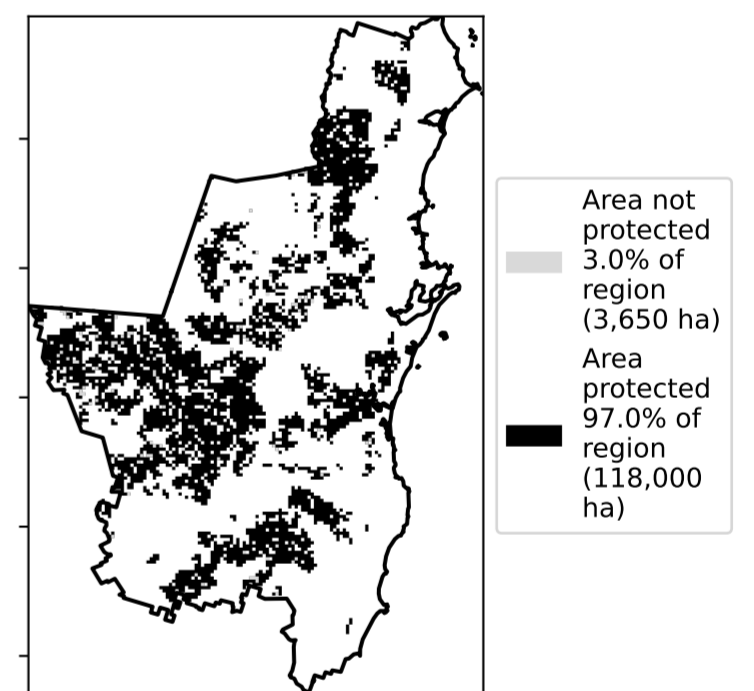 Area not
protected
3.0% of
region
(3,650 ha)
Area
protected
97.0% of
region
(118,000
ha)